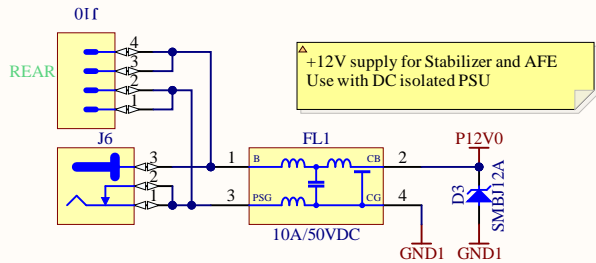 J10
REAR
4
3
2
1
+12V supply for Stabilizer and AFE
Use with DC isolated PSU
J6
3
2
1
FL1
1
B
CB
2
3
PSG
CG
4
10A/50VDC
P12V0
D3
SMBJ12A
GND1
GND1